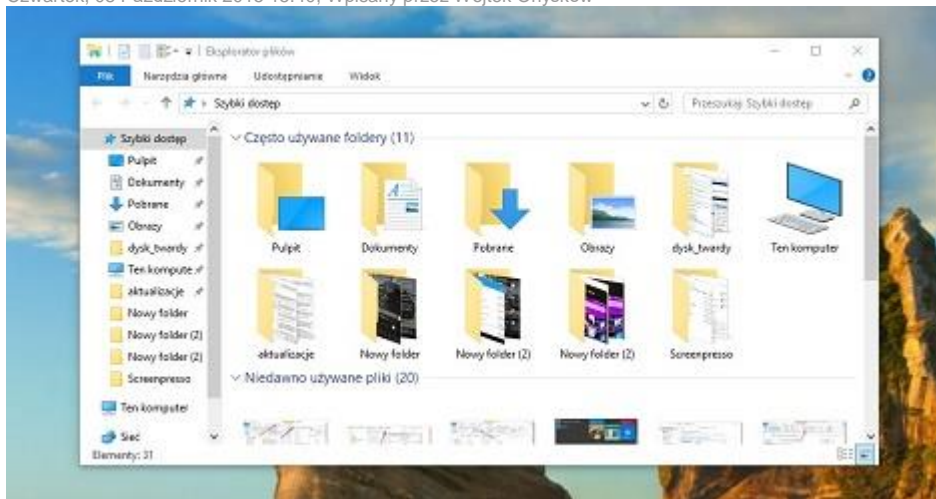 Eksplorator plików
Plik Narzędzia główne Udostępnianie Widok
Szybki dostęp
Przeszukaj: Szybki dostęp
Szybki dostęp
Pulpit
Dokumenty
Pobrane
Obrazy
dysk_twardy
Ten kompute
aktualizacje
Nowy folder
Nowy folder (2)
Nowy folder (2)
Screenpresso
Ten komputer
Sieć
Często używane foldery (11)
Pulpit Dokumenty Pobrane Obrazy dysk_twardy Ten komputer
aktualizacje Nowy folder Nowy folder (2) Nowy folder (2) Screenpresso
Niedawno używane pliki (20)
Elementy: 31